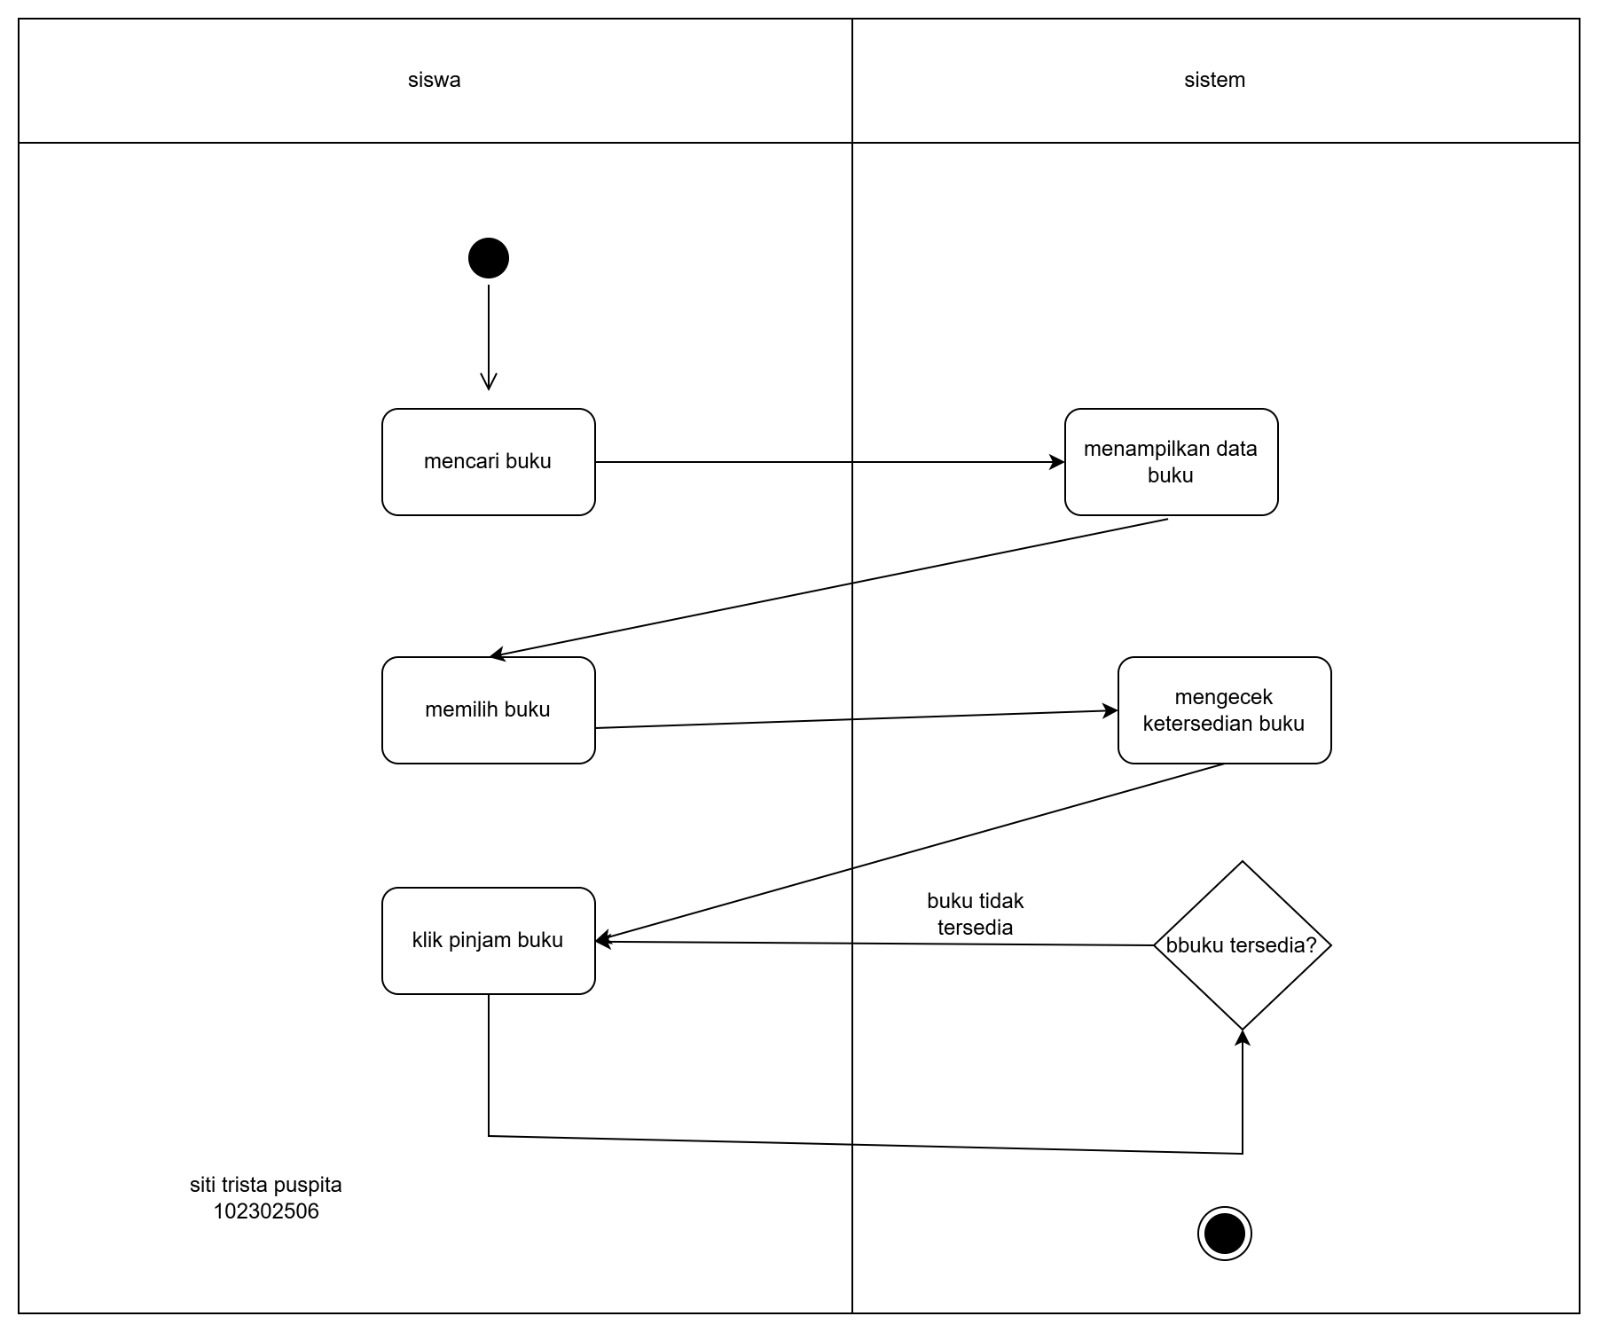 siswa
sistem
mencari buku
menampilkan data
buku
memilih buku
mengecek
ketersedian buku
klik pinjam buku
buku tidak
tersedia
bbuku tersedia?
siti trista puspita
102302506